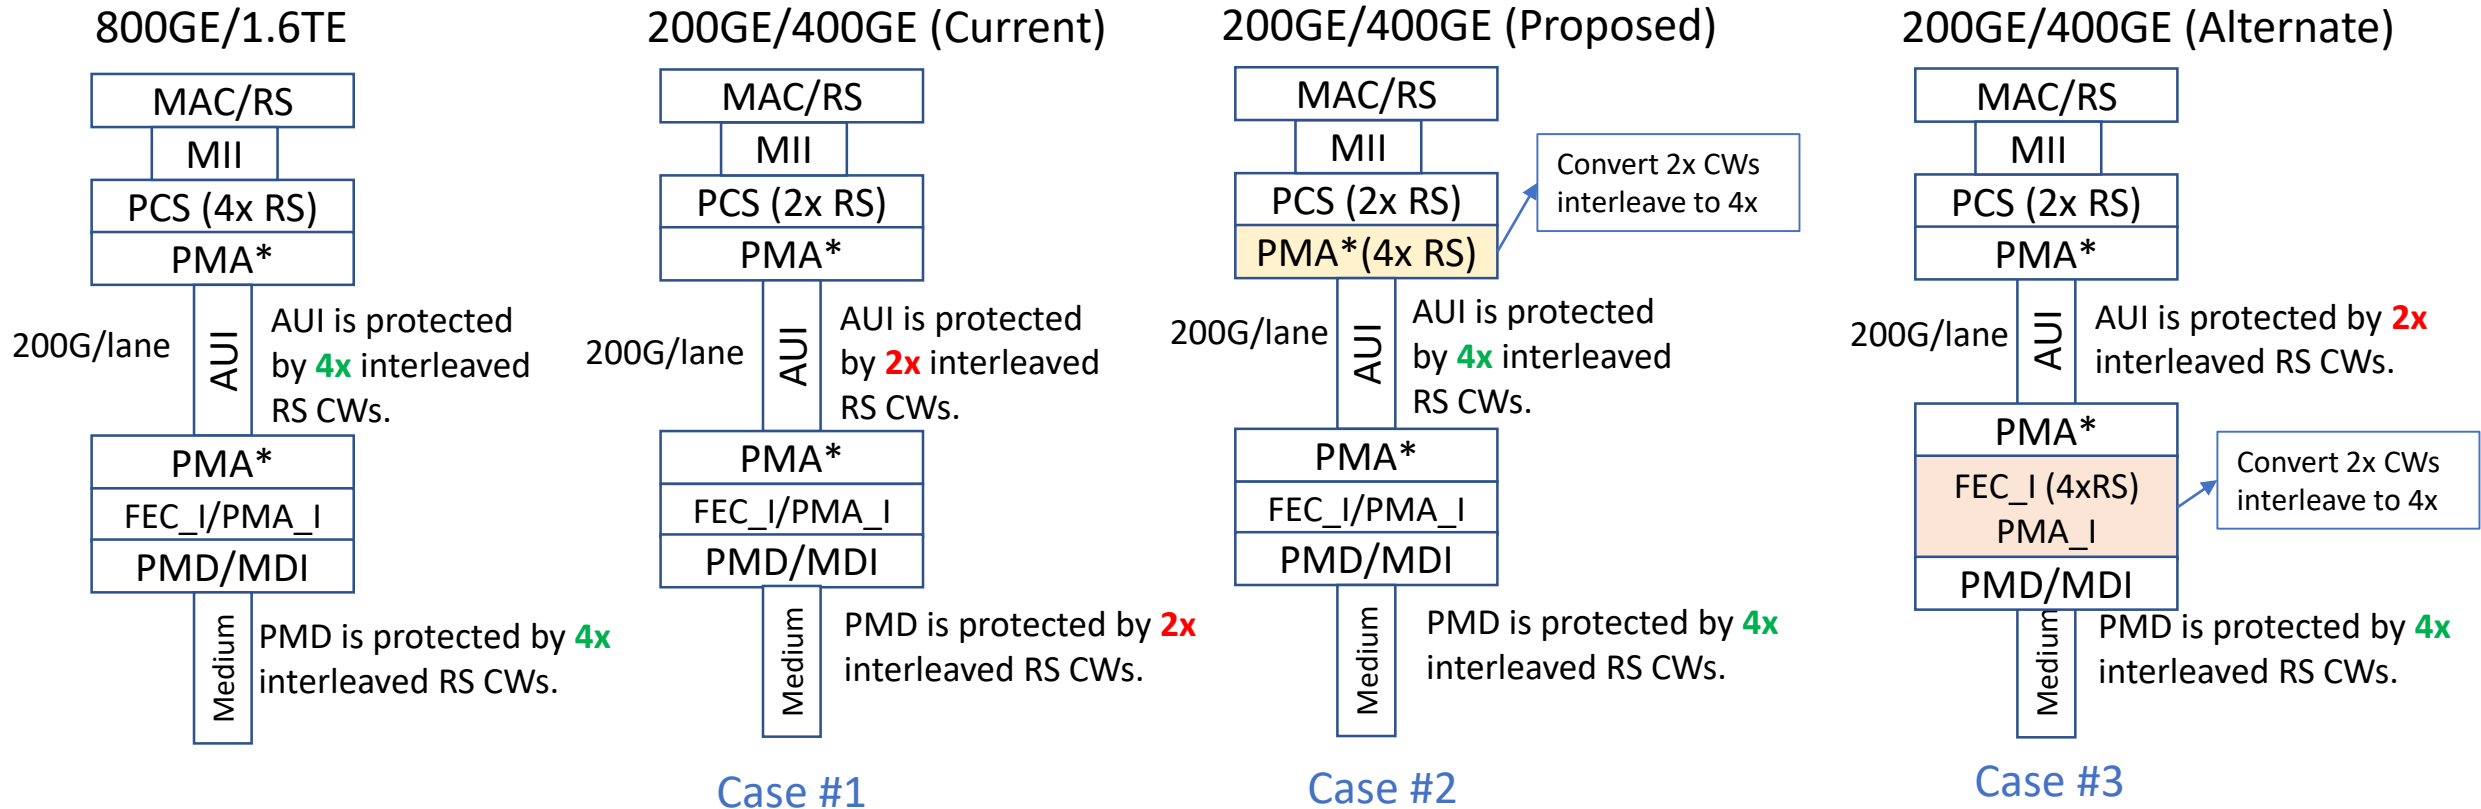 800GE/1.6TE
MAC/RS
MII
PCS (4x RS)
PMA*
200G/lane
AUI
AUI is protected
by 4x interleaved
RS CWs.
PMA*
FEC_I/PMA_I
PMD/MDI
Medium
PMD is protected by 4x
interleaved RS CWs.
200GE/400GE (Current)
MAC/RS
MII
PCS (2x RS)
PMA*
200G/lane
AUI
AUI is protected
by 2x interleaved
RS CWs.
PMA*
FEC_I/PMA_I
PMD/MDI
Medium
PMD is protected by 2x
interleaved RS CWs.
Case #1
200GE/400GE (Proposed)
MAC/RS
MII
PCS (2x RS)
PMA*(4x RS)
Convert 2x CWs
interleave to 4x
200G/lane
AUI
AUI is protected
by 4x interleaved
RS CWs.
PMA*
FEC_I/PMA_I
PMD/MDI
Medium
PMD is protected by 4x
interleaved RS CWs.
Case #2
200GE/400GE (Alternate)
MAC/RS
MII
PCS (2x RS)
PMA*
200G/lane
AUI
AUI is protected by 2x
interleaved RS CWs.
PMA*
FEC_I (4xRS)
PMA_I
Convert 2x CWs
interleave to 4x
PMD/MDI
Medium
PMD is protected by 4x
interleaved RS CWs.
Case #3